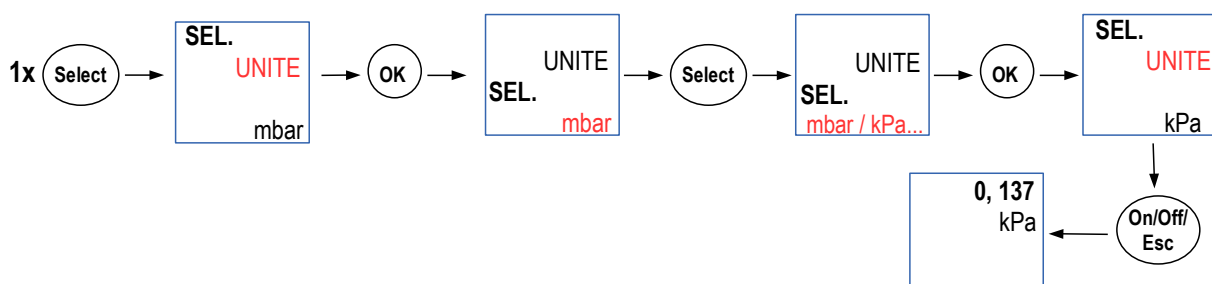 1x
Select
SEL.
UNITE
mbar
OK
UNITE
SEL.
mbar
Select
UNITE
SEL.
mbar / kPa...
OK
SEL.
UNITE
kPa
On/Off/
Esc
0, 137
kPa